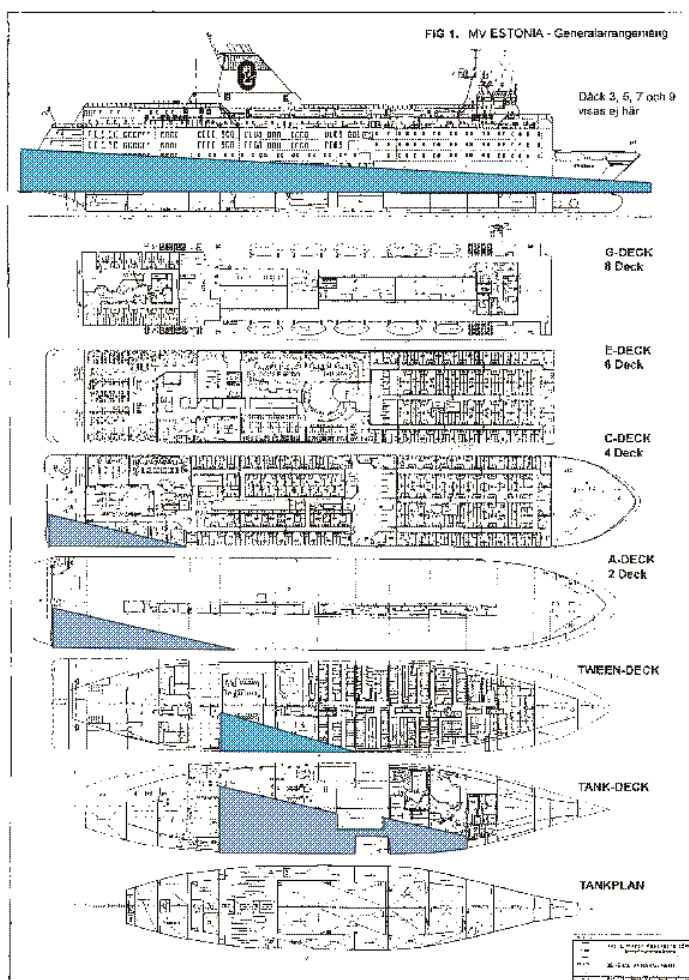 FIG 1. MV ESTONIA - Generalarrangemang
Däck 3, 5, 7 och 9
visas ej här
G-DECK
8 Deck
E-DECK
6 Deck
C-DECK
4 Deck
A-DECK
2 Deck
TWEEN-DECK
TANK-DECK
TANKPLAN